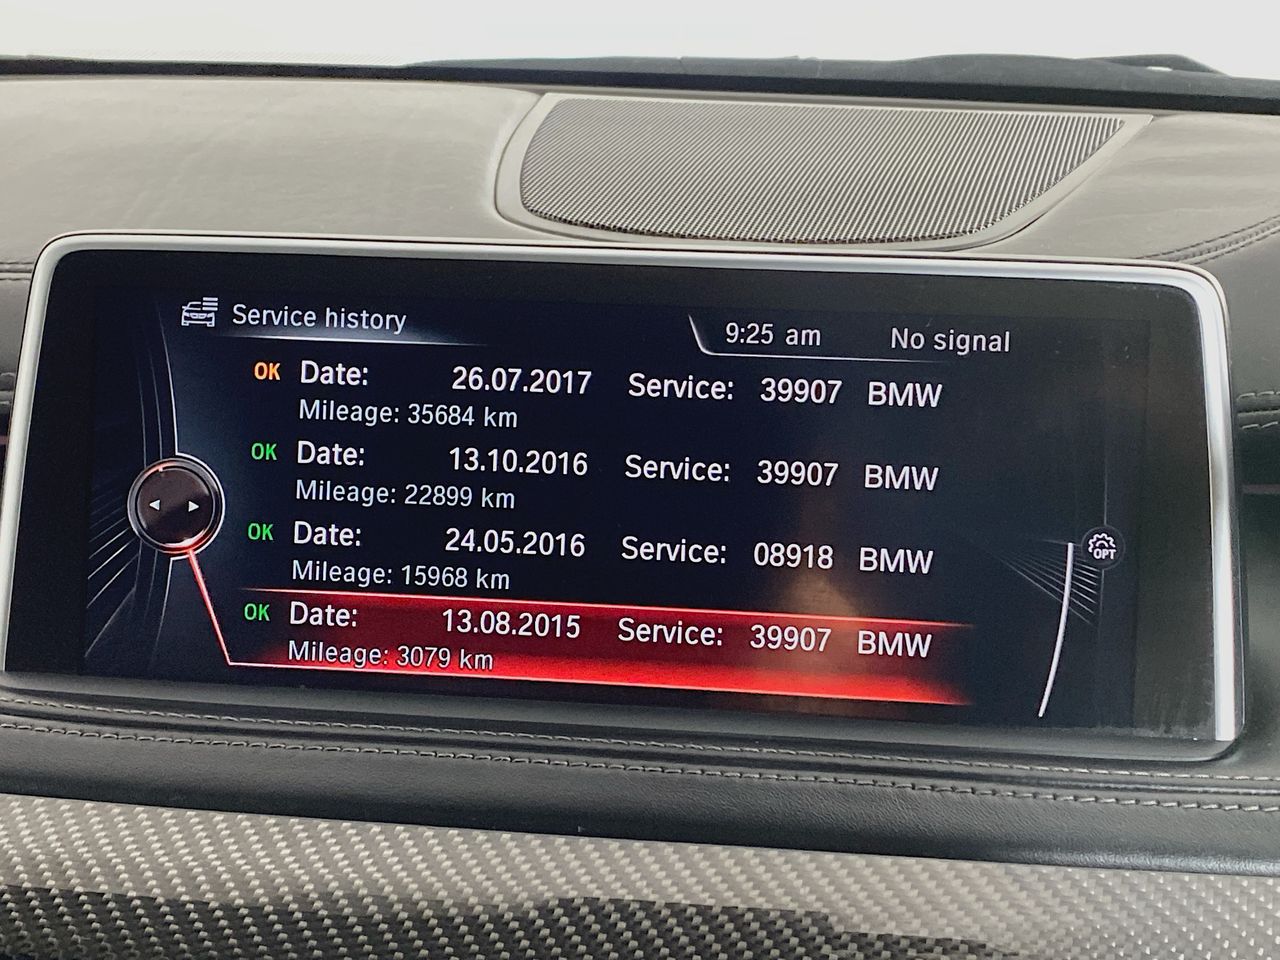 Service history
9:25 am No signal
OK Date: 26.07.2017 Service: 39907 BMW
Mileage: 35684 km
OK Date: 13.10.2016 Service: 39907 BMW
Mileage: 22899 km
OK Date: 24.05.2016 Service: 08918 BMW
Mileage: 15968 km
OPT
OK Date: 13.08.2015 Service: 39907 BMW
Mileage: 3079 km